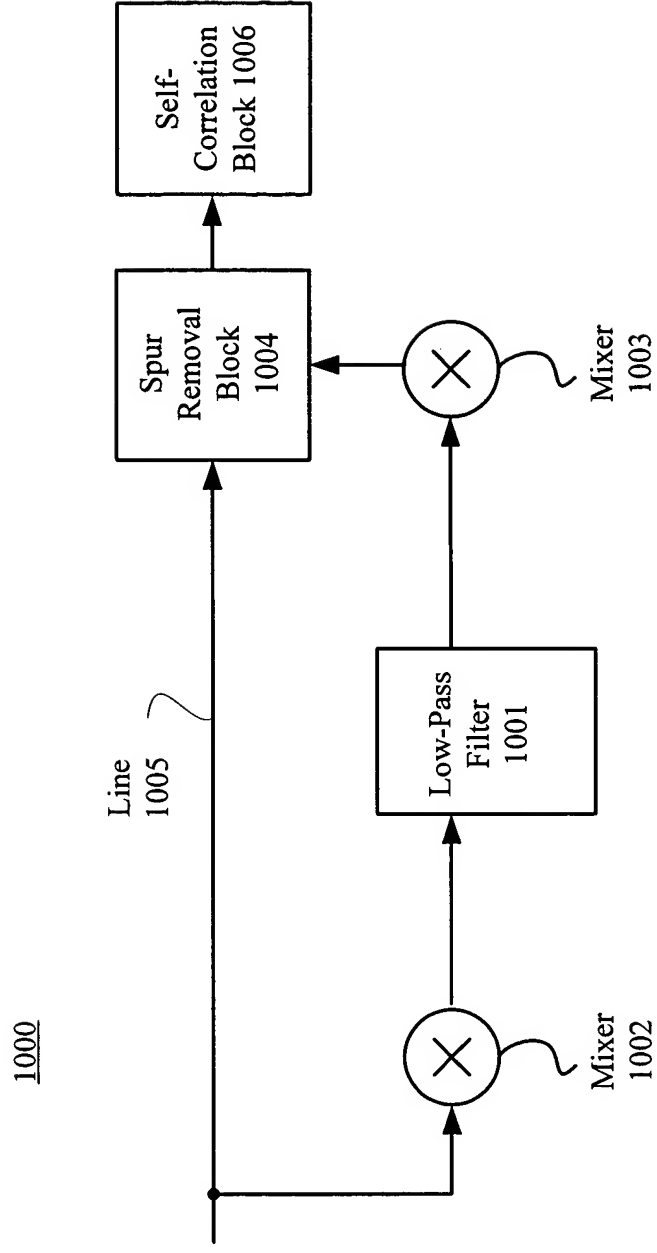 1000
Line
1005
Spur
Removal
Block
1004
Self-
Correlation
Block 1006
Mixer
1002
Low-Pass
Filter
1001
Mixer
1003